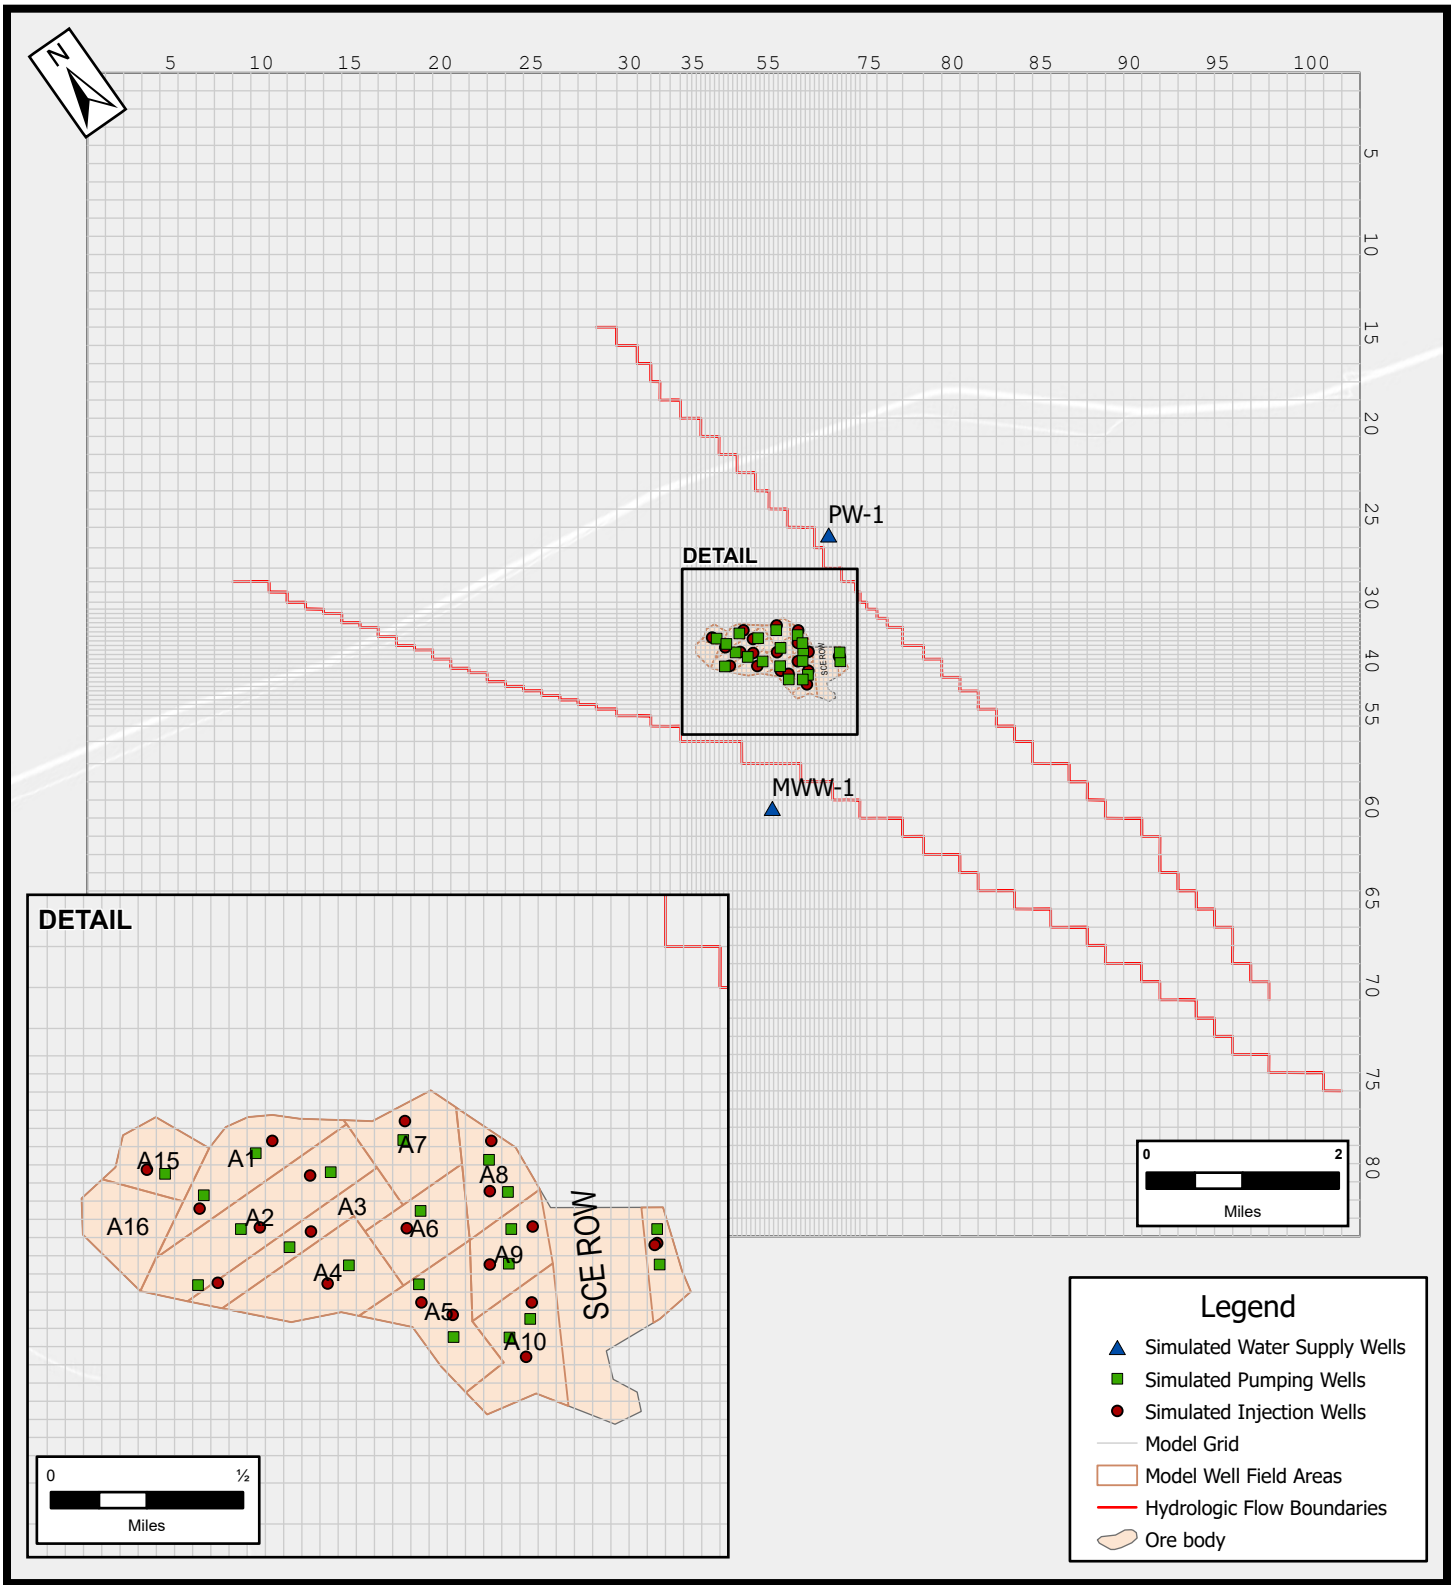 N
5 10 15 20 25 30 35 55 75 80 85 90 95 100
5
10
15
20
25
30
40
55
60
65
70
75
80
PW-1
DETAIL
SCE ROW
MWW-1
DETAIL
A15
A1
A7
A8
A16
A2
A3
A6
A9
A4
A5
A10
SCE ROW
0 ½
Miles
0 2
Miles
Legend
Simulated Water Supply Wells
Simulated Pumping Wells
Simulated Injection Wells
Model Grid
Model Well Field Areas
Hydrologic Flow Boundaries
Ore body